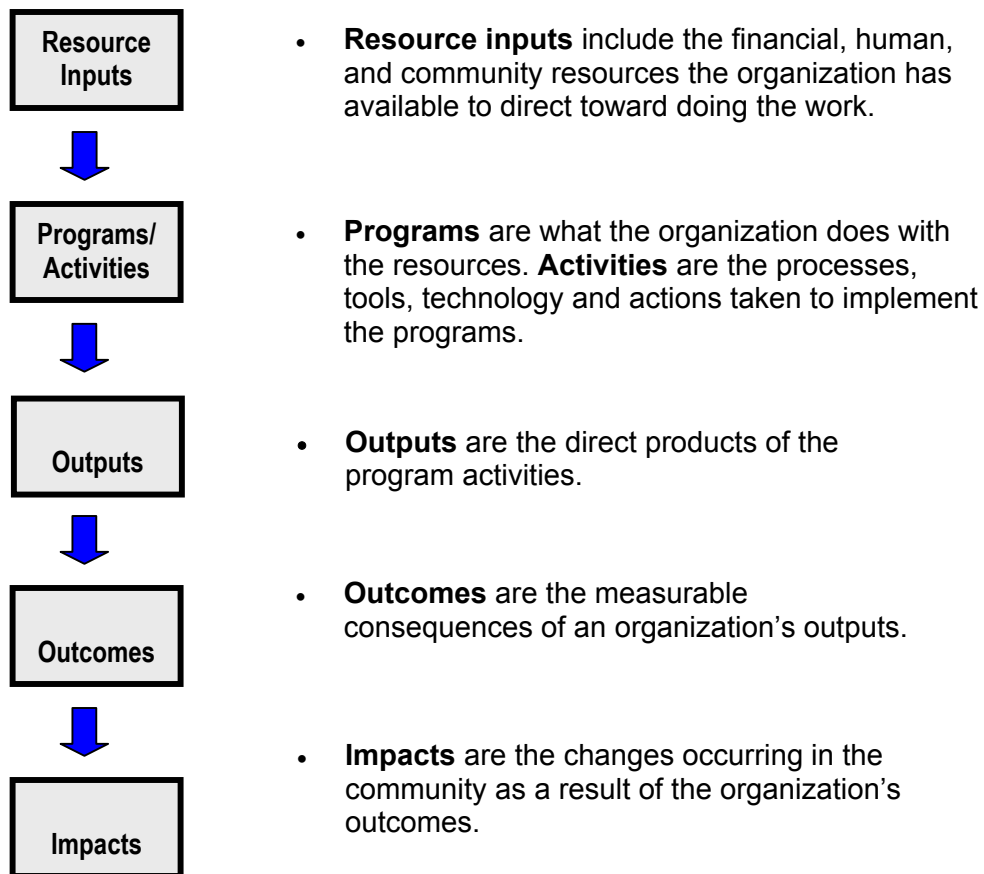 Resource
Inputs
• Resource inputs include the financial, human,
and community resources the organization has
available to direct toward doing the work.
Programs/
Activities
• Programs are what the organization does with
the resources. Activities are the processes,
tools, technology and actions taken to implement
the programs.
Outputs
• Outputs are the direct products of the
program activities.
Outcomes
• Outcomes are the measurable
consequences of an organization’s outputs.
Impacts
• Impacts are the changes occurring in the
community as a result of the organization’s
outcomes.